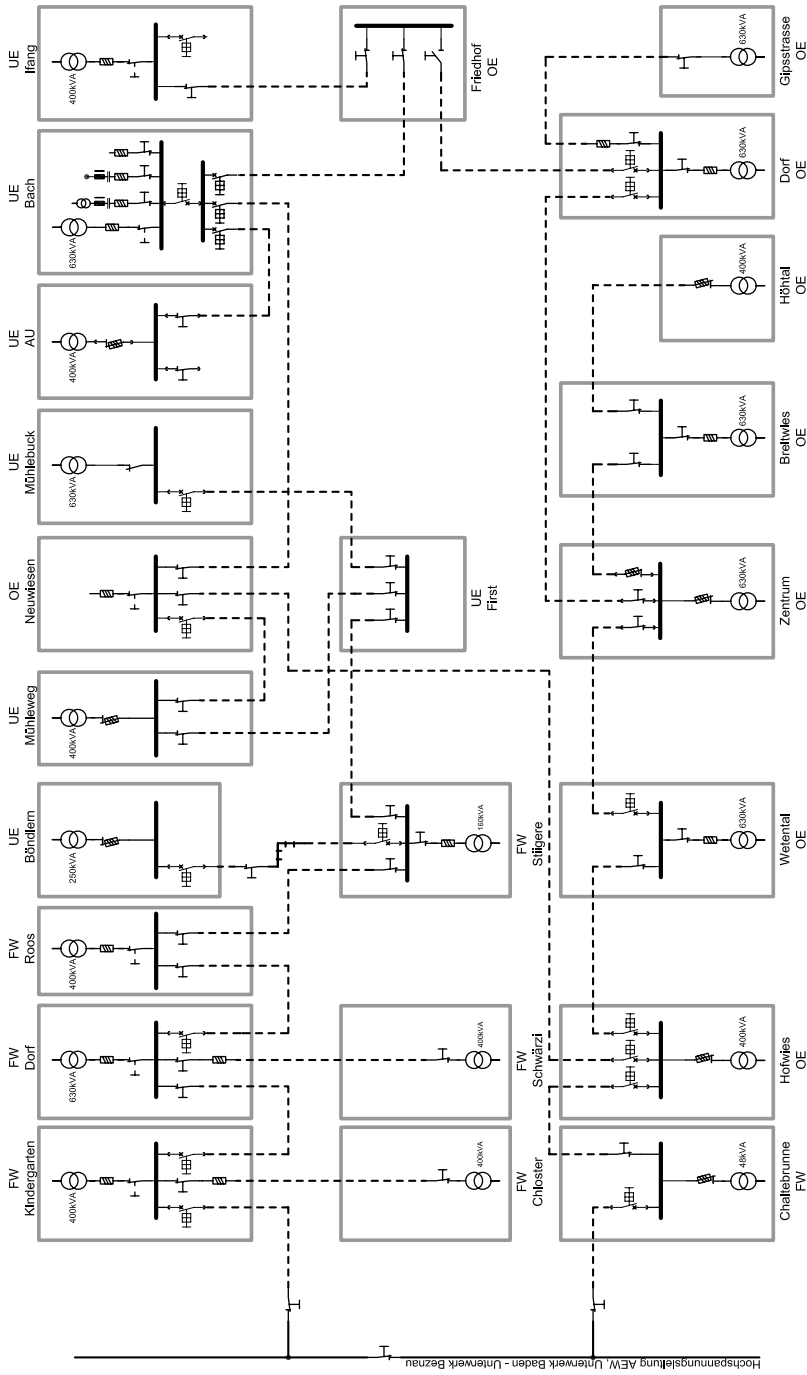 FW
Kindergarten
400kVA
FW
Dorf
630kVA
FW
Roos
400kVA
UE
Böndlern
250kVA
UE
Mühleweg
400kVA
OE
Neuwiesen
UE
Mühlebuck
630kVA
UE
AU
400kVA
UE
Bach
630kVA
UE
Ifrang
400kVA
400kVA
FW
Chloster
400kVA
FW
Schwärzi
160kVA
FW
Stiigere
UE
First
Friedhof
OE
48kVA
Chaltebrunne
FW
400kVA
Hofwies
OE
630kVA
Wetental
OE
630kVA
Zentrum
OE
630kVA
Breitwies
OE
400kVA
Höhtal
OE
630kVA
Dorf
OE
630kVA
Gipsstrasse
OE
Hochspannungsleitung AEW, Unterwerk Baden - Unterwerk Beznau